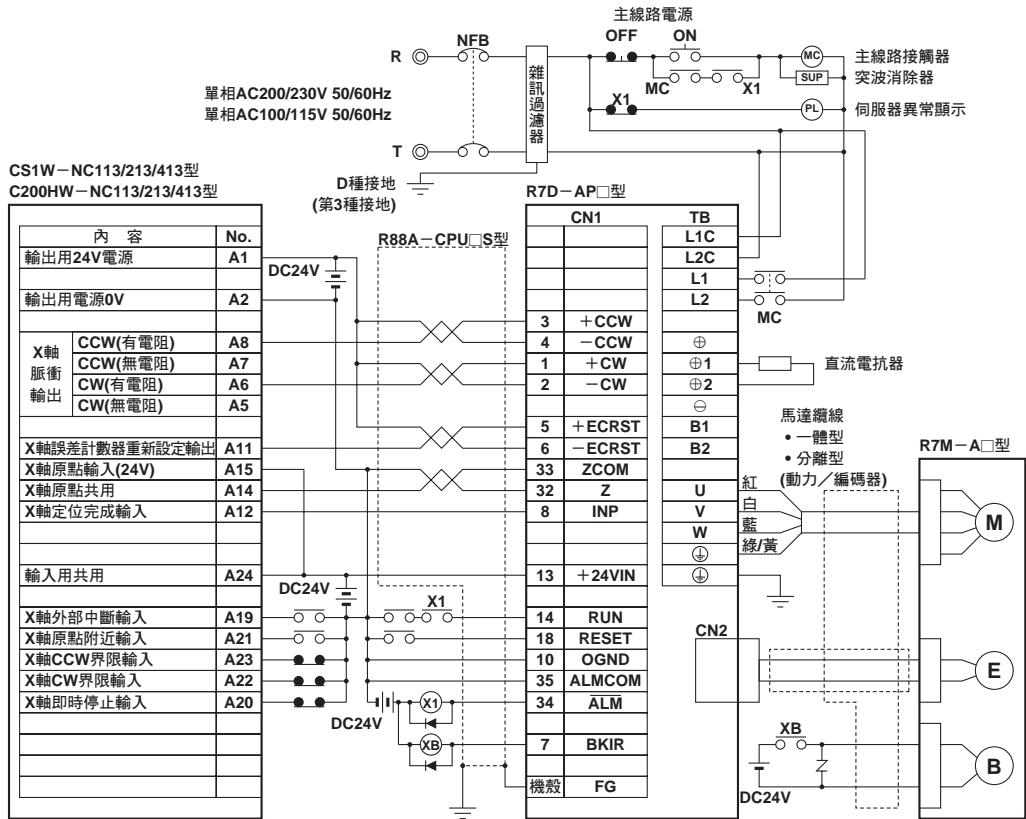 主線路電源
OFF ON
R NFB
雜訊過濾器
MC 主線路接觸器
SUP 突波消除器
MC X1
X1
PL 伺服器異常顯示
單相AC200/230V 50/60Hz
單相AC100/115V 50/60Hz
T
D種接地
(第3種接地)
CS1W－NC113/213/413型
C200HW－NC113/213/413型
內 容 No.
輸出用24V電源 A1
輸出用電源0V A2
X軸脈衝輸出
CCW(有電阻) A8
CCW(無電阻) A7
CW(有電阻) A6
CW(無電阻) A5
X軸誤差計數器重新設定輸出 A11
X軸原點輸入(24V) A15
X軸原點共用 A14
X軸定位完成輸入 A12
輸入用共用 A24
X軸外部中斷輸入 A19
X軸原點附近輸入 A21
X軸CCW界限輸入 A23
X軸CW界限輸入 A22
X軸即時停止輸入 A20
DC24V
R88A－CPU□S型
DC24V
X1
DC24V
X1
XB
R7D－AP□型
CN1
3 ＋CCW
4 －CCW
1 ＋CW
2 －CW
5 ＋ECRST
6 －ECRST
33 ZCOM
32 Z
8 INP
13 ＋24VIN
14 RUN
18 RESET
10 OGND
35 ALMCOM
34 ALM
7 BKIR
機殼 FG
TB
L1C
L2C
L1
L2
⊕
⊕1
⊕2
⊖
B1
B2
U
V
W
CN2
MC
直流電抗器
馬達纜線
• 一體型
• 分離型
(動力／編碼器)
紅
白
藍
綠/黃
XB
DC24V
R7M－A□型
M
E
B